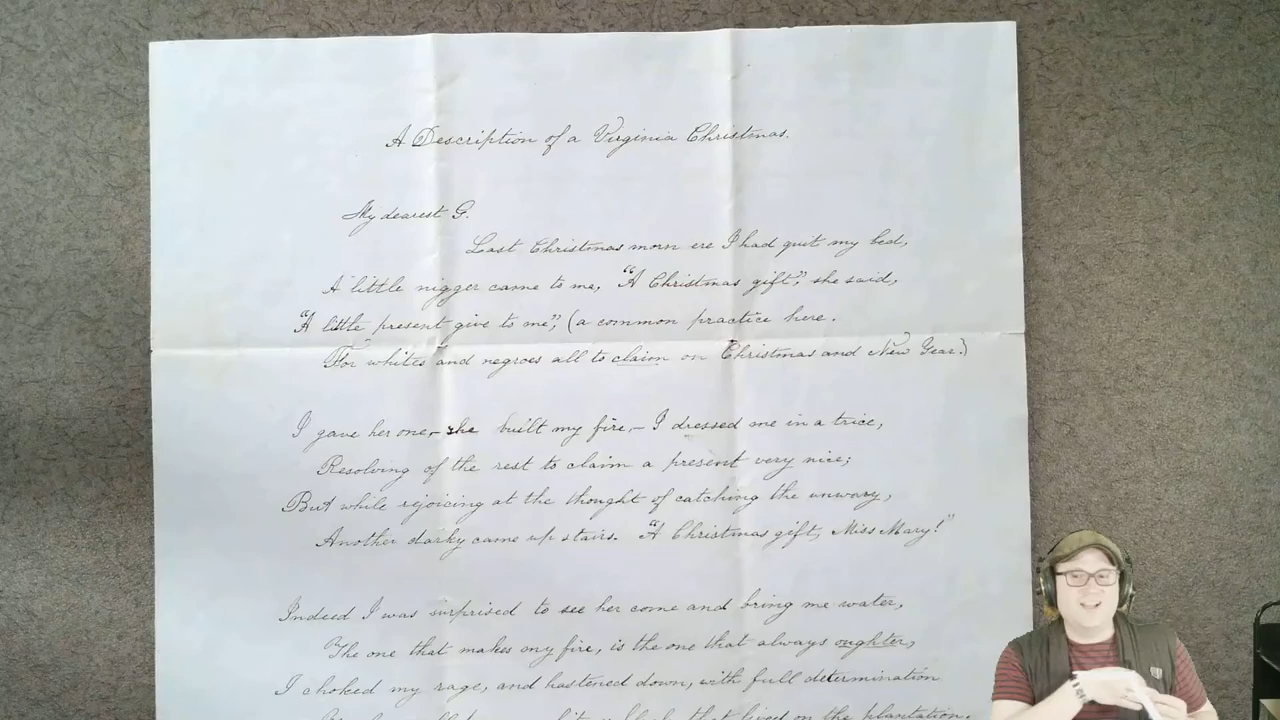 A Description of a Virginia Christmas.
My dearest G.
Last Christmas morn ere I had quit my bed,
A little nigger came to me, "A Christmas gift," she said,
"A little present give to me", (a common practice here.
For whites and negroes all to claim on Christmas and New Year.)
I gave her one, – she built my fire, – I dressed me in a trice,
Resolving of the rest to claim a present very nice;
But while rejoicing at the thought of catching the unwary,
Another darky came up stairs. "A Christmas gift, Miss Mary!"
Indeed I was surprised to see her come and bring me water,
The one that makes my fire, is the one that always oughter,
I choked my rage, and hastened down, with full determination
that lived on the plantation.